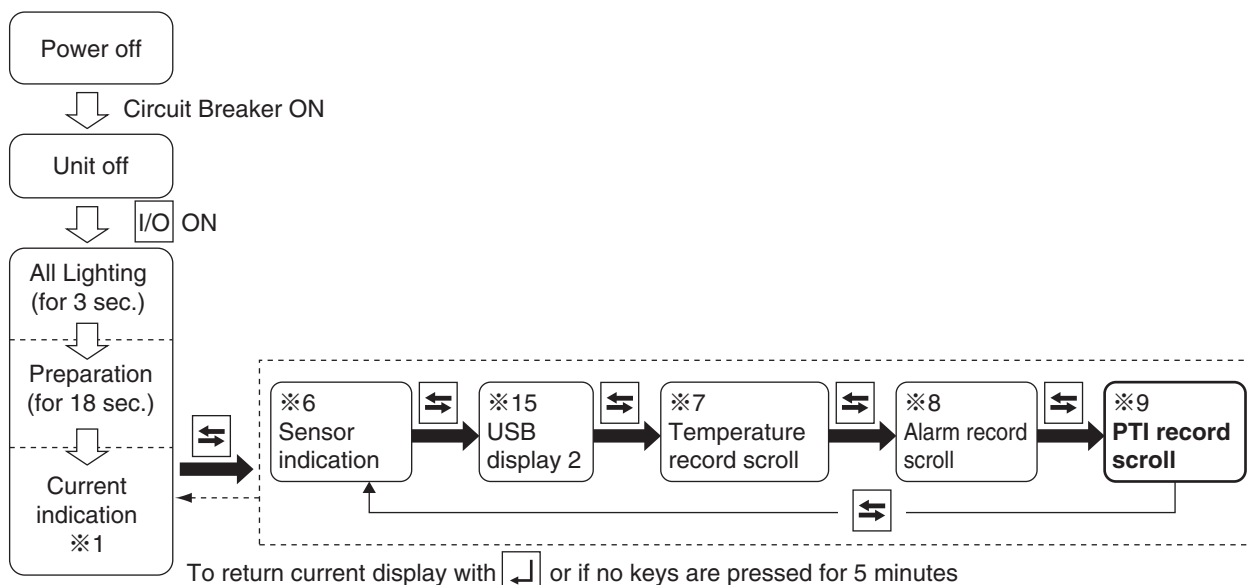 Power off
Circuit Breaker ON
Unit off
I/O ON
All Lighting
(for 3 sec.)
Preparation
(for 18 sec.)
Current
indication
※1
※6
Sensor
indication
※15
USB
display 2
※7
Temperature
record scroll
※8
Alarm record
scroll
※9
PTI record
scroll
To return current display with ↵ or if no keys are pressed for 5 minutes